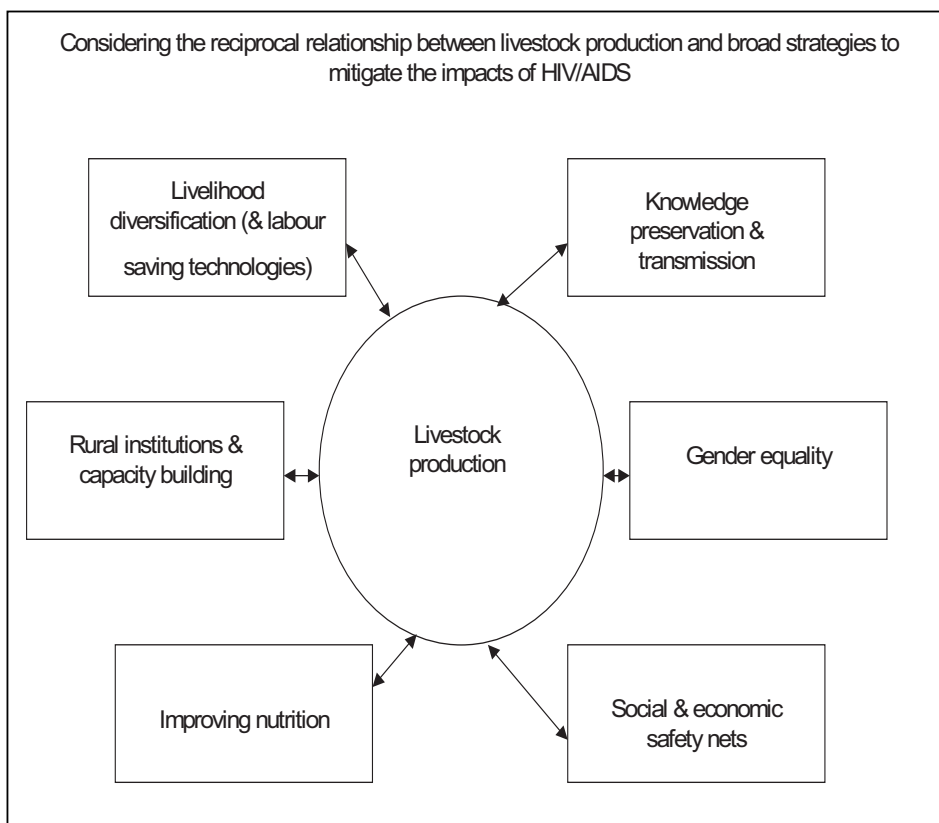 Considering the reciprocal relationship between livestock production and broad strategies to
mitigate the impacts of HIV/AIDS
Livelihood
diversification (& labour
saving technologies)
Knowledge
preservation &
transmission
Rural institutions &
capacity building
Livestock
production
Gender equality
Improving nutrition
Social & economic
safety nets